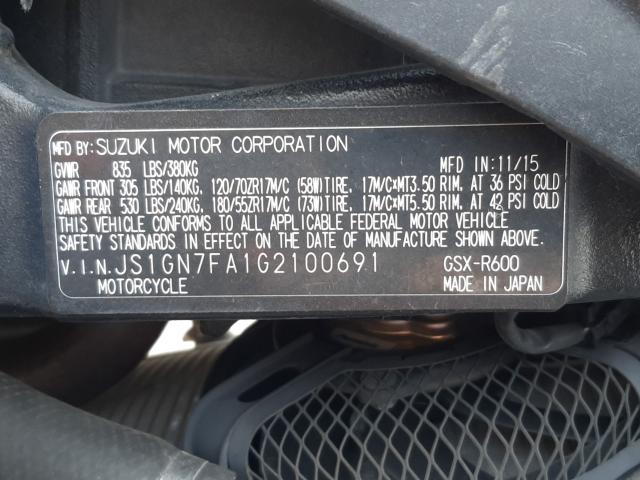 MFD BY: SUZUKI MOTOR CORPORATION
GVWR 835 LBS/380KG MFD IN: 11/15
GAWR FRONT 305 LBS/140KG, 120/70ZR17M/C (58W)TIRE, 17M/C×MT3.50 RIM, AT 36 PSI COLD
GAWR REAR 530 LBS/240KG, 180/55ZR17M/C (73W)TIRE, 17M/C×MT5.50 RIM, AT 42 PSI COLD
THIS VEHICLE CONFORMS TO ALL APPLICABLE FEDERAL MOTOR VEHICLE
SAFETY STANDARDS IN EFFECT ON THE DATE OF MANUFACTURE SHOWN ABOVE.
V.I.N. JS1GN7FA1G2100691 GSX-R600
MOTORCYCLE MADE IN JAPAN